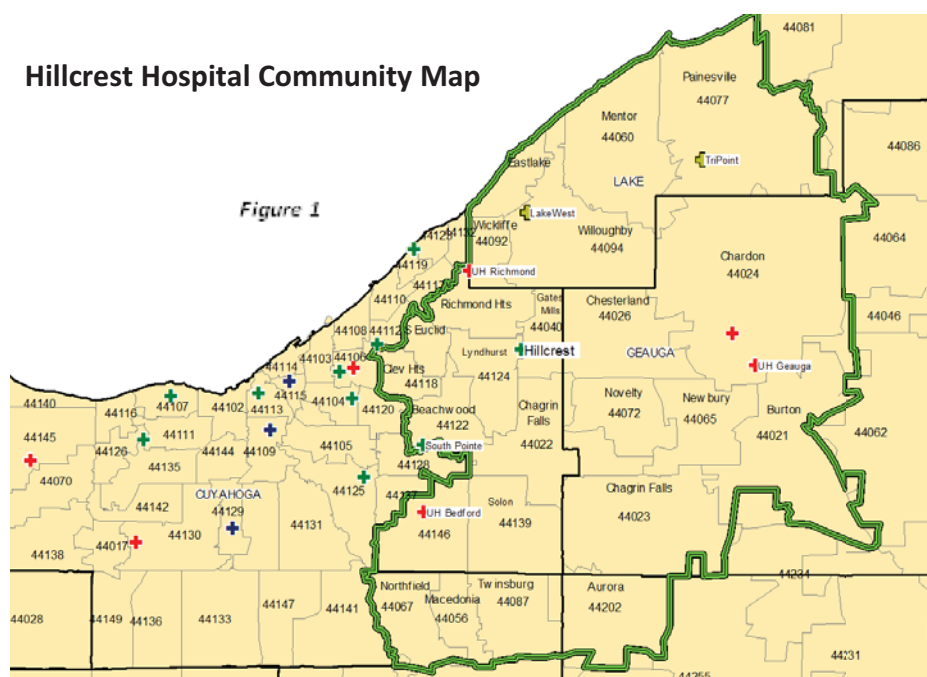 Hillcrest Hospital Community Map
Figure 1
44081
Painesville
44077
Mentor
44060
44086
TriPoint
Eastlake
LAKE
LakeWest
44064
44123
44132
Wickliffe
44092
Willoughby
44094
44119
Chardon
44024
UH Richmond
44117
44110
Richmond Hts
Gates
Mills
44040
Chesterland
44026
44046
44108
44112
S Euclid
44103
44106
Lyndhurst
Hillcrest
GEAUGA
44114
44115
Clev Hts
44118
44124
UH Geauga
44140
44116
44107
44102
44113
44104
44120
Beachwood
44122
Chagrin
Falls
44022
Novelty
44072
Newbury
44065
Burton
44021
44062
44145
44126
44111
44144
44109
44105
South Pointe
44128
44070
44135
44125
44137
Chagrin Falls
44023
CUYAHOGA
44129
44142
44130
44131
UH Bedford
44146
Solon
44139
44138
44017
44234
Northfield
44067
Macedonia
44056
Twinsburg
44087
Aurora
44202
44028
44149
44136
44133
44147
44141
44231
44255